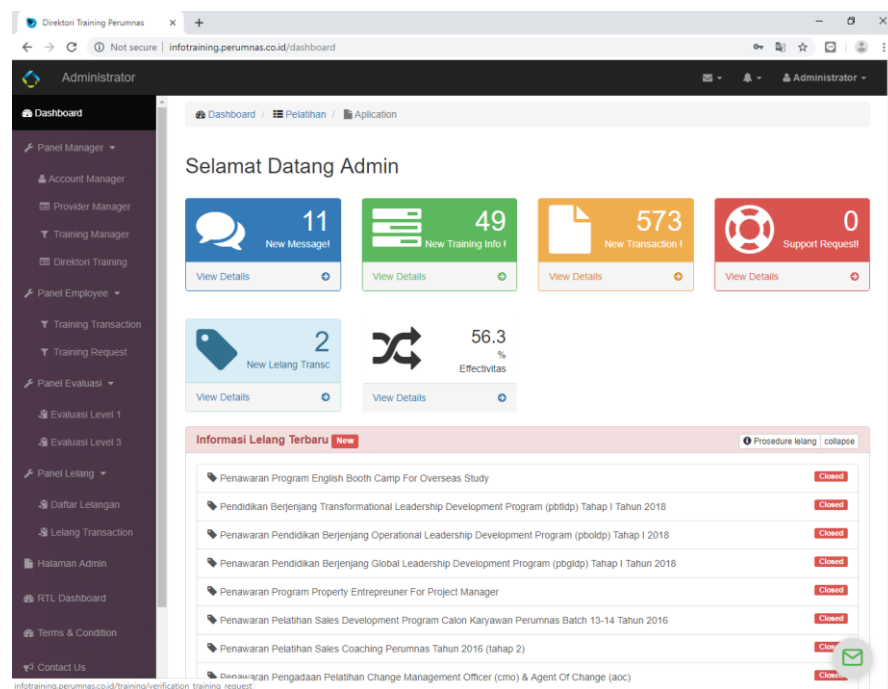 Direktori Training Perumnas
Not secure | infotraining.perumnas.co.id/dashboard
Administrator
Administrator
Dashboard
Panel Manager
Account Manager
Provider Manager
Training Manager
Direktori Training
Panel Employee
Training Transaction
Training Request
Panel Evaluasi
Evaluasi Level 1
Evaluasi Level 3
Panel Lelang
Daftar Lelangan
Lelang Transaction
Halaman Admin
RTL Dashboard
Terms & Condition
Contact Us
Dashboard / Pelatihan / Aplication
Selamat Datang Admin
11
New Message!
View Details
49
New Training Info !
View Details
573
New Transaction !
View Details
0
Support Request!
View Details
2
New Lelang Transc
View Details
56.3
%
Effectivitas
View Details
Informasi Lelang Terbaru New
Prosedure lelang collapse
Penawaran Program English Booth Camp For Overseas Study Closed
Pendidikan Berjenjang Transformational Leadership Development Program (pbtldp) Tahap I Tahun 2018 Closed
Penawaran Pendidikan Berjenjang Operational Leadership Development Program (pboldp) Tahap I 2018 Closed
Penawaran Pendidikan Berjenjang Global Leadership Development Program (pbgldp) Tahap I Tahun 2018 Closed
Penawaran Program Property Entrepreuner For Project Manager Closed
Penawaran Pelatihan Sales Development Program Calon Karyawan Perumnas Batch 13-14 Tahun 2016 Closed
Penawaran Pelatihan Sales Coaching Perumnas Tahun 2016 (tahap 2)
Penawaran Pengadaan Pelatihan Change Management Officer (cmo) & Agent Of Change (aoc) Closed
infotraining.perumnas.co.id/training/verification_training_request